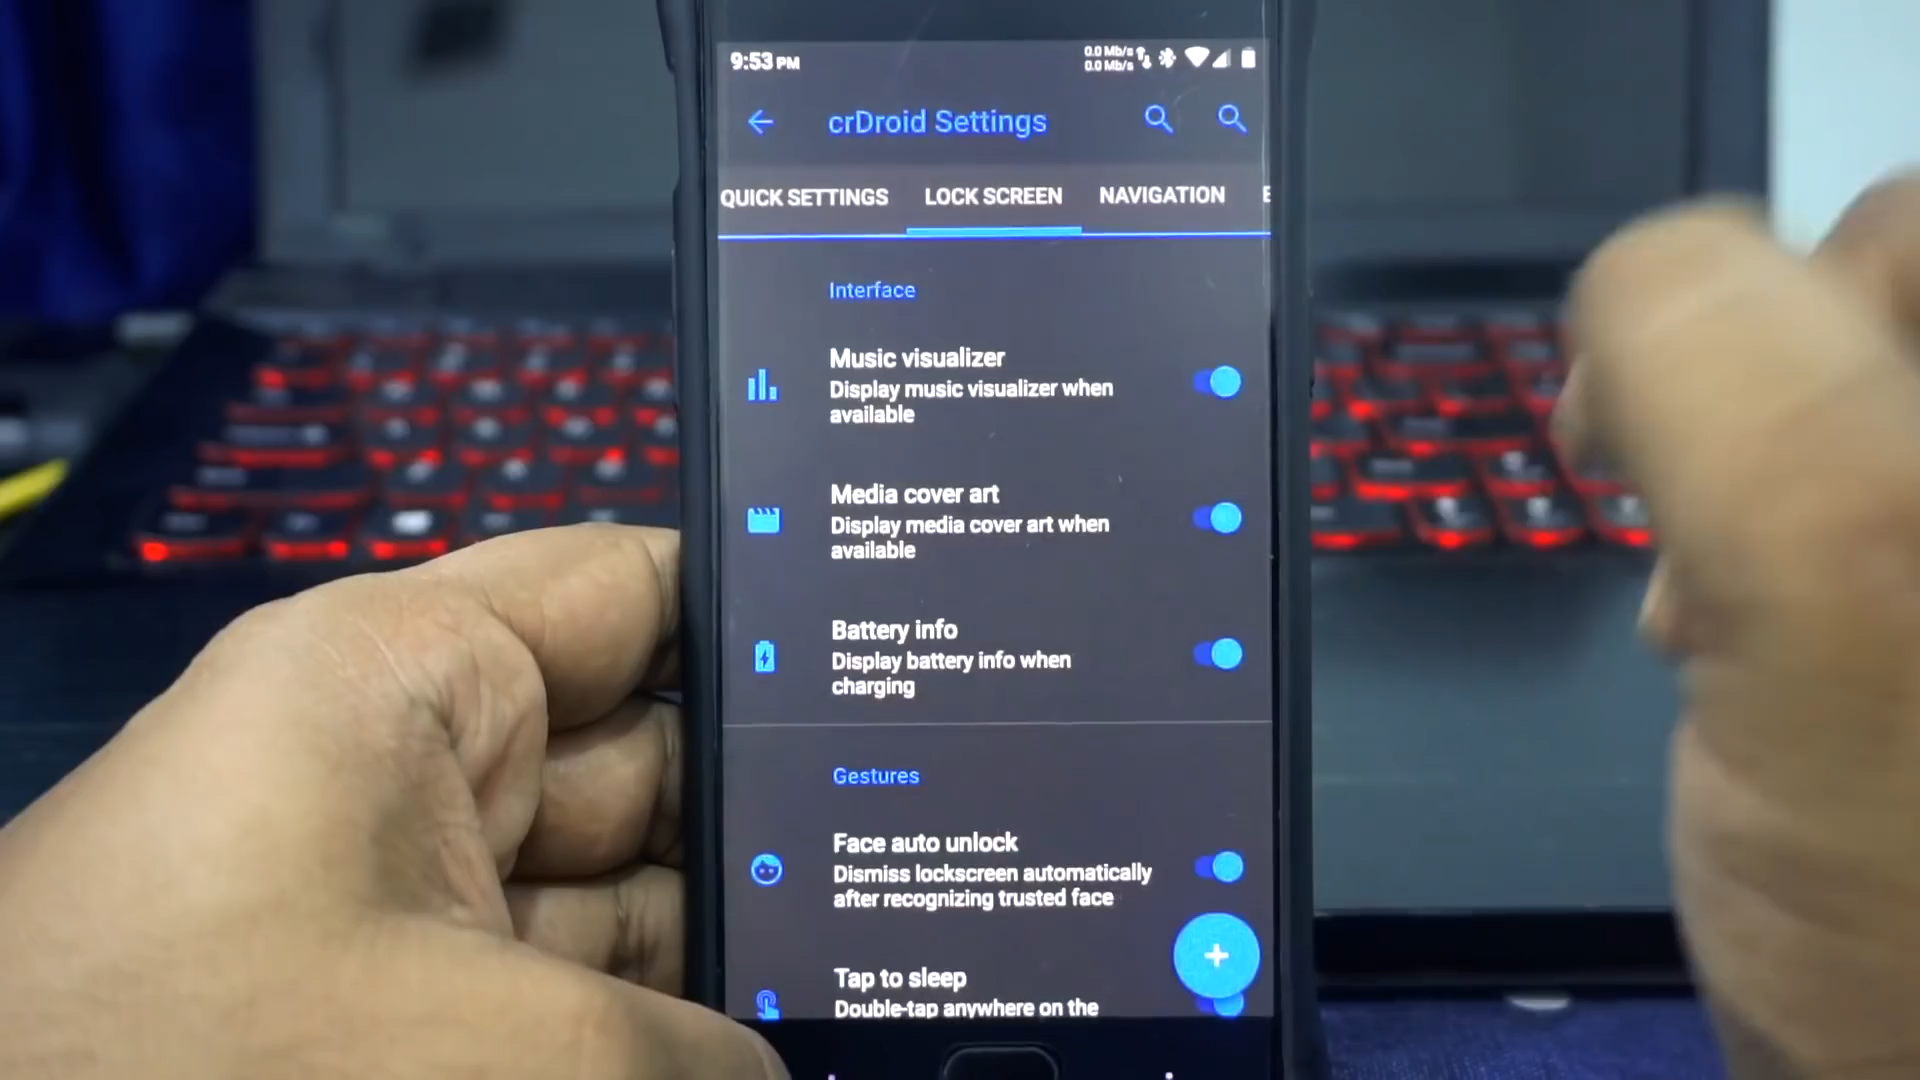 9:53 PM
0.0 Mb/s
0.0 Mb/s
crDroid Settings
QUICK SETTINGS LOCK SCREEN NAVIGATION
Interface
Music visualizer
Display music visualizer when
available
Media cover art
Display media cover art when
available
Battery info
Display battery info when
charging
Gestures
Face auto unlock
Dismiss lockscreen automatically
after recognizing trusted face
Tap to sleep
Double-tap anywhere on the